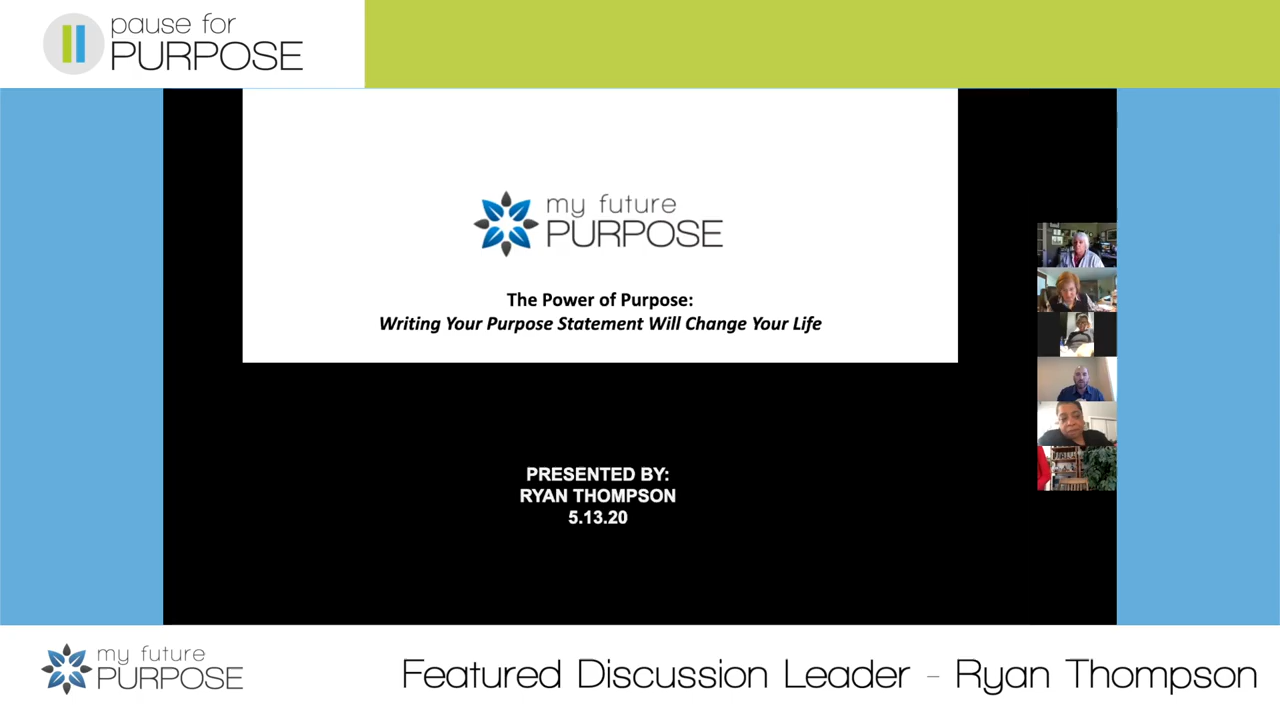 pause for
PURPOSE
my future
PURPOSE
The Power of Purpose:
Writing Your Purpose Statement Will Change Your Life
PRESENTED BY:
RYAN THOMPSON
5.13.20
my future
PURPOSE
Featured Discussion Leader - Ryan Thompson